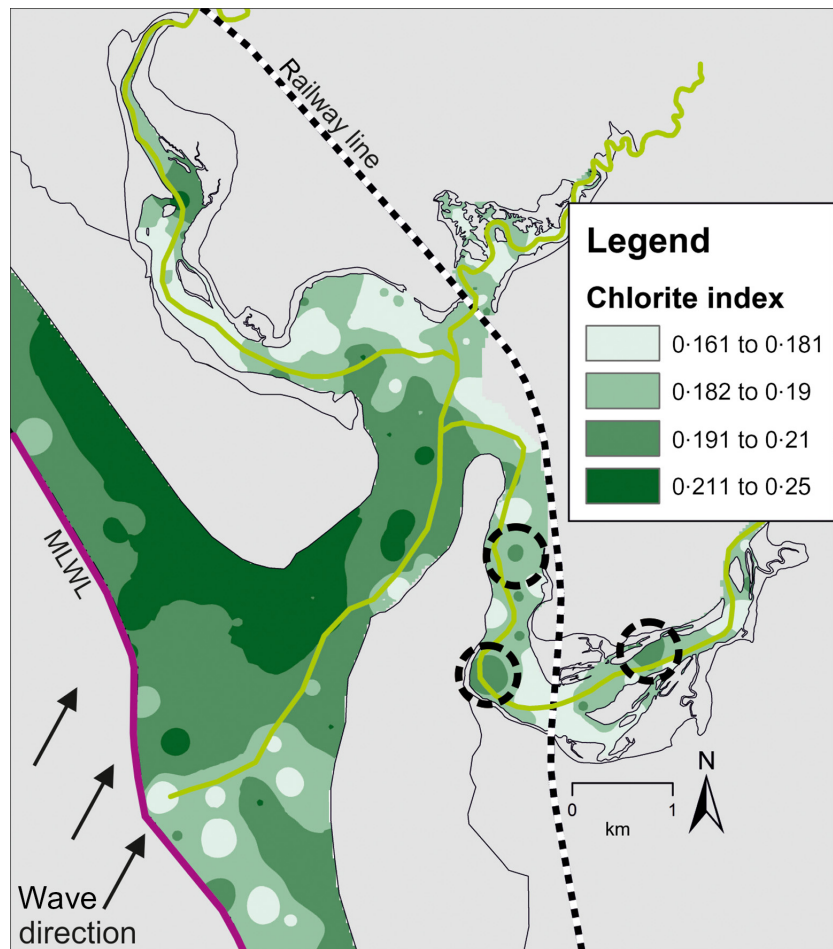 Railway line
Legend
Chlorite index
0·161 to 0·181
0·182 to 0·19
0·191 to 0·21
0·211 to 0·25
MLWL
N
0 1
km
Wave
direction